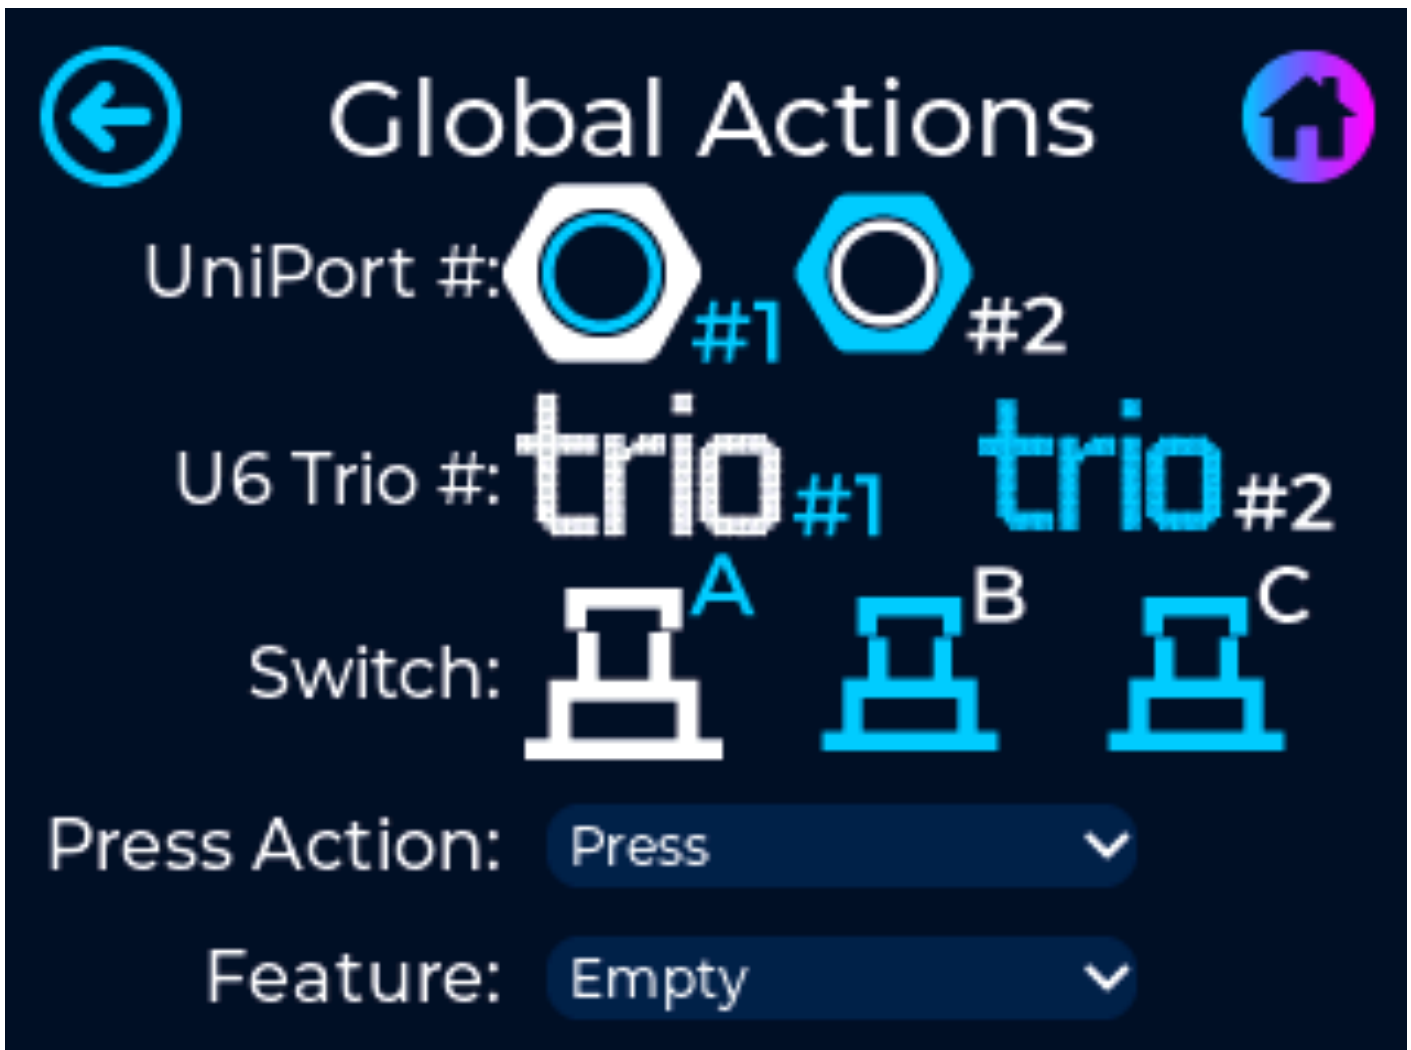 Global Actions
UniPort #: #1 #2
U6 Trio #: trio #1 trio #2
Switch: A B C
Press Action: Press
Feature: Empty